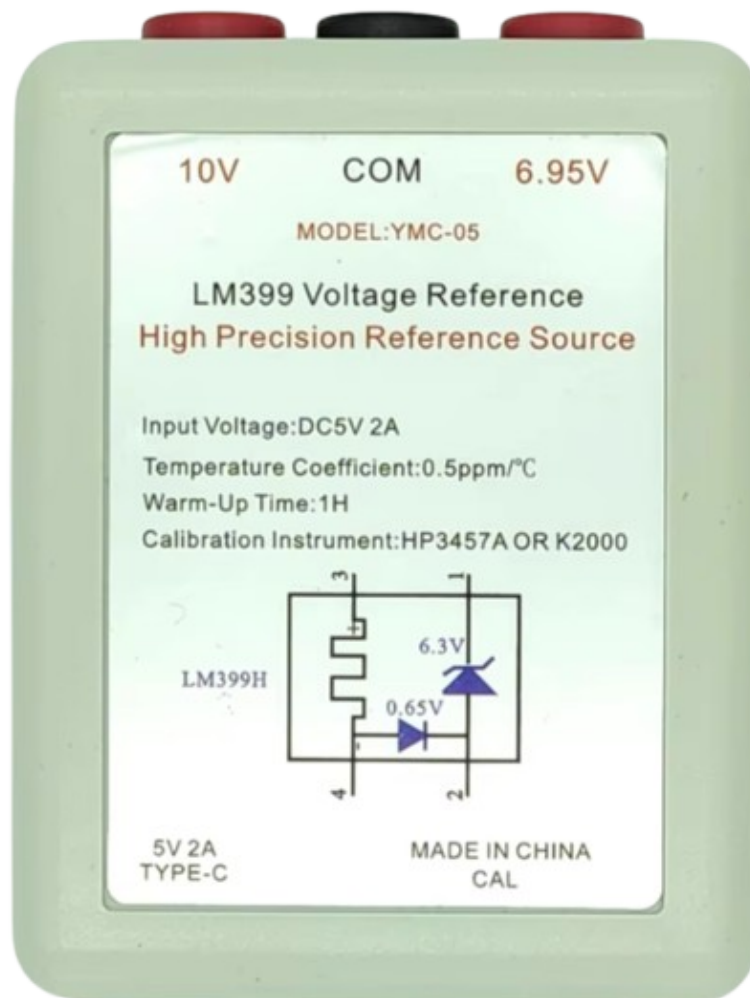 10V COM 6.95V
MODEL:YMC-05
LM399 Voltage Reference
High Precision Reference Source
Input Voltage:DC5V 2A
Temperature Coefficient:0.5ppm/℃
Warm-Up Time:1H
Calibration Instrument:HP3457A OR K2000
3 1
+
6.3V
LM399H
0.65V
-
4 2
5V 2A
TYPE-C
MADE IN CHINA
CAL